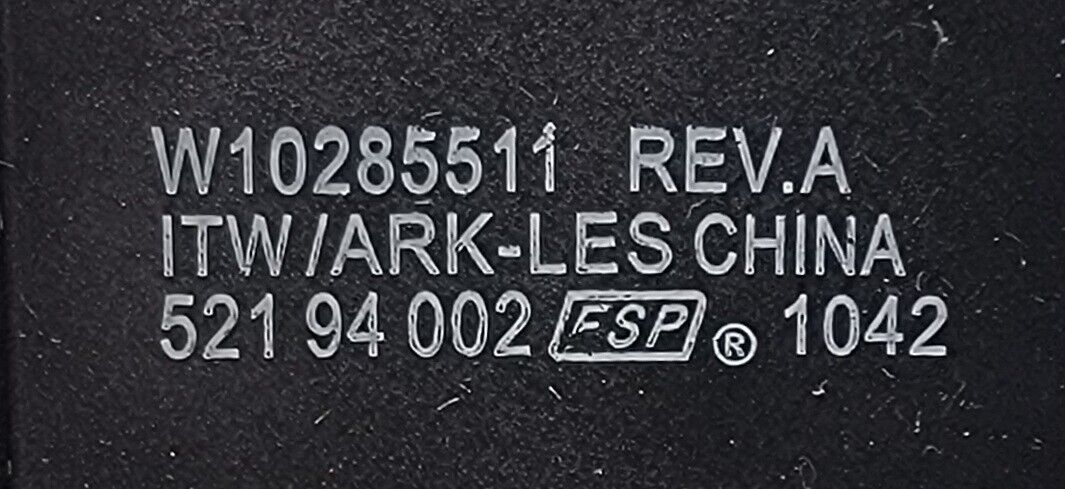 W10285511 REV.A
ITW/ARK-LES CHINA
521 94 002 FSP ® 1042